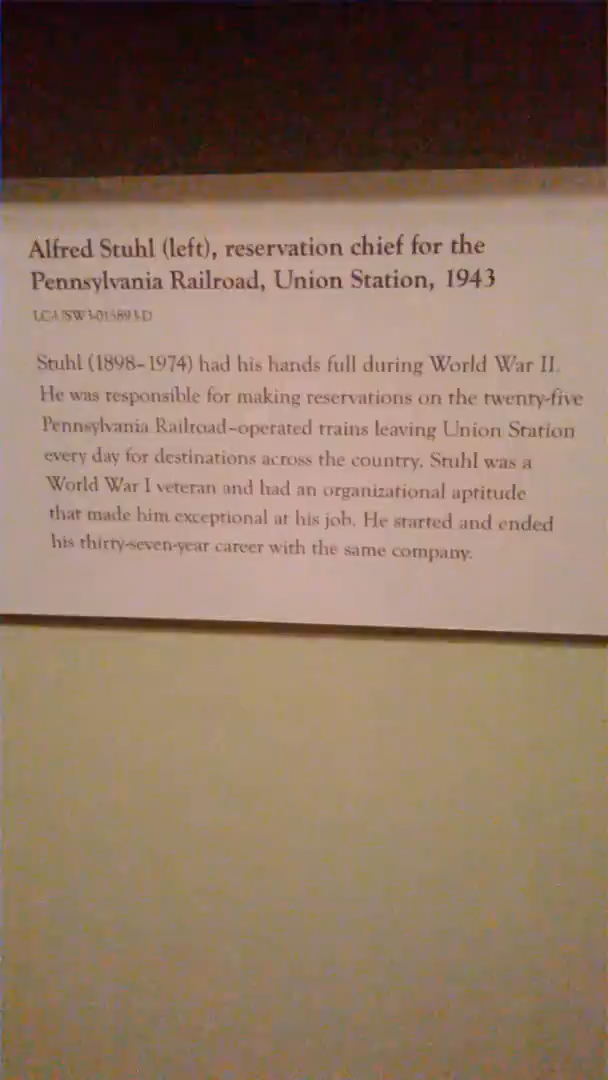 Alfred Stuhl (left), reservation chief for the
Pennsylvania Railroad, Union Station, 1943
Stuhl (1898–1974) had his hands full during World War II.
He was responsible for making reservations on the twenty-five
Pennsylvania Railroad–operated trains leaving Union Station
every day for destinations across the country. Stuhl was a
World War I veteran and had an organizational aptitude
that made him exceptional at his job. He started and ended
his thirty-seven-year career with the same company.